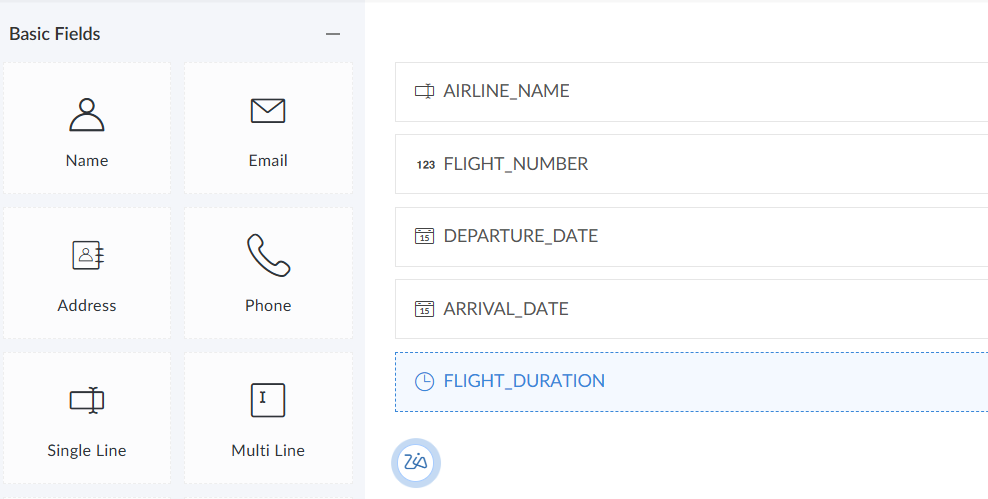 Basic Fields
Name
Email
Address
Phone
Single Line
Multi Line
AIRLINE_NAME
123 FLIGHT_NUMBER
15 DEPARTURE_DATE
15 ARRIVAL_DATE
FLIGHT_DURATION
Zia